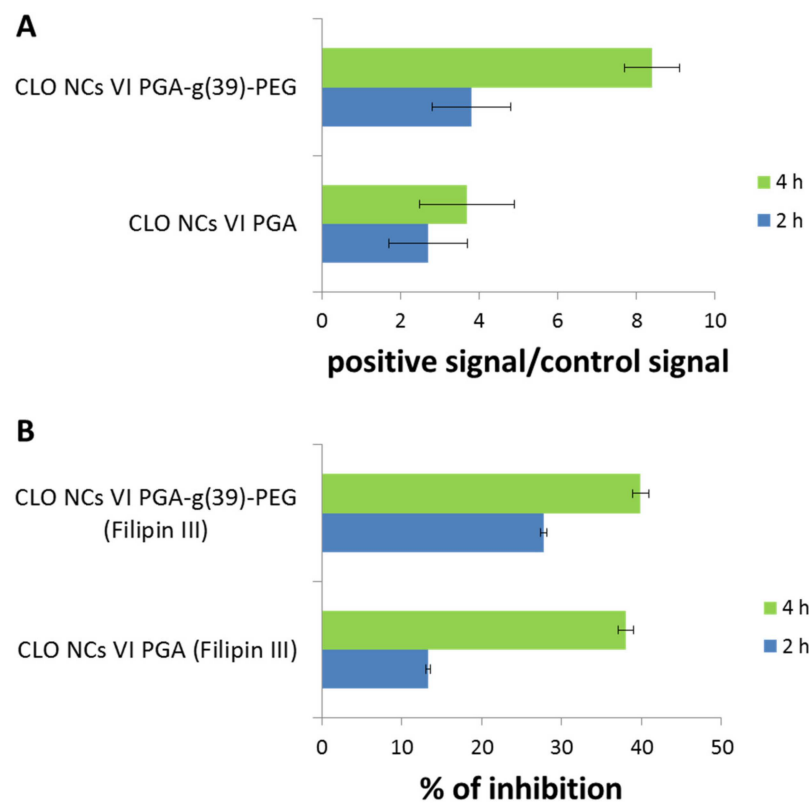 A
CLO NCs VI PGA-g(39)-PEG
CLO NCs VI PGA
4 h
2 h
0 2 4 6 8 10
positive signal/control signal
B
CLO NCs VI PGA-g(39)-PEG
(Filipin III)
CLO NCs VI PGA (Filipin III)
4 h
2 h
0 10 20 30 40 50
% of inhibition